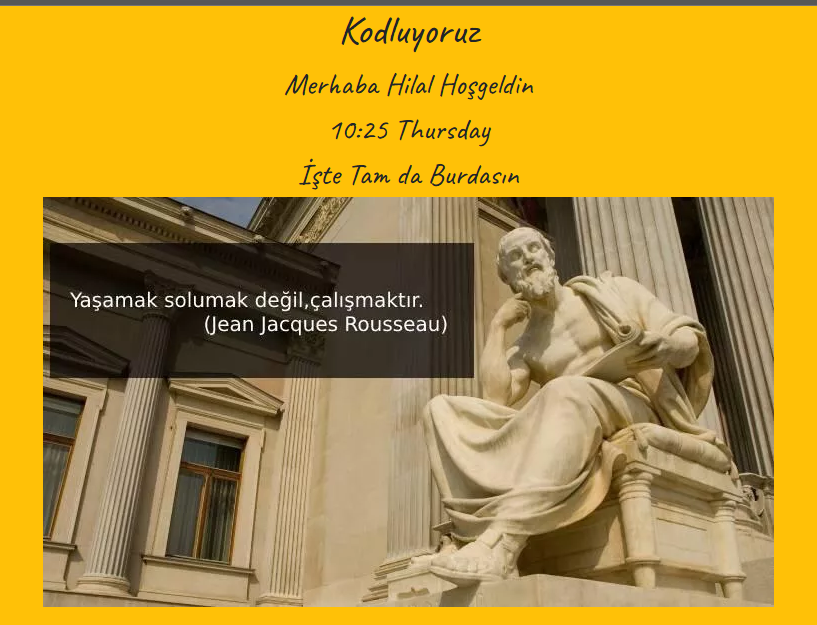 Kodluyoruz
Merhaba Hilal Hoşgeldin
10:25 Thursday
İşte Tam da Burdasın
Yaşamak solumak değil,çalışmaktır.
(Jean Jacques Rousseau)